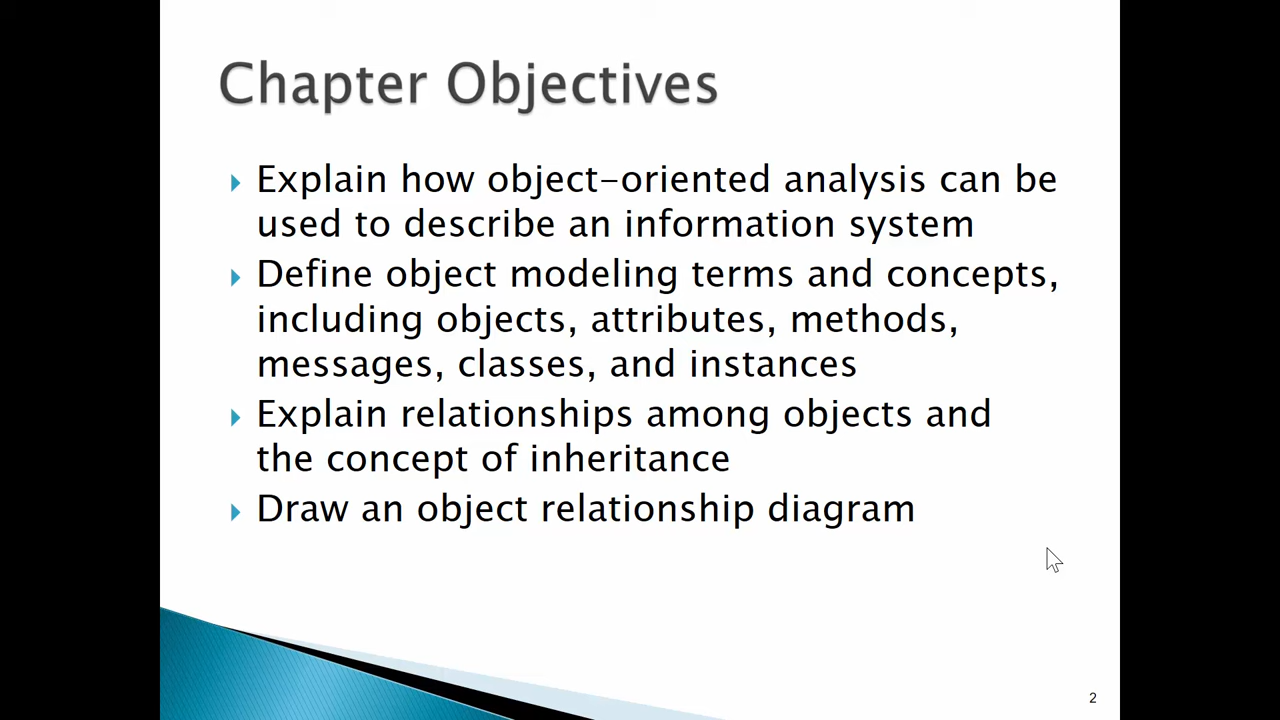 Chapter Objectives
Explain how object-oriented analysis can be
used to describe an information system
Define object modeling terms and concepts,
including objects, attributes, methods,
messages, classes, and instances
Explain relationships among objects and
the concept of inheritance
Draw an object relationship diagram
2